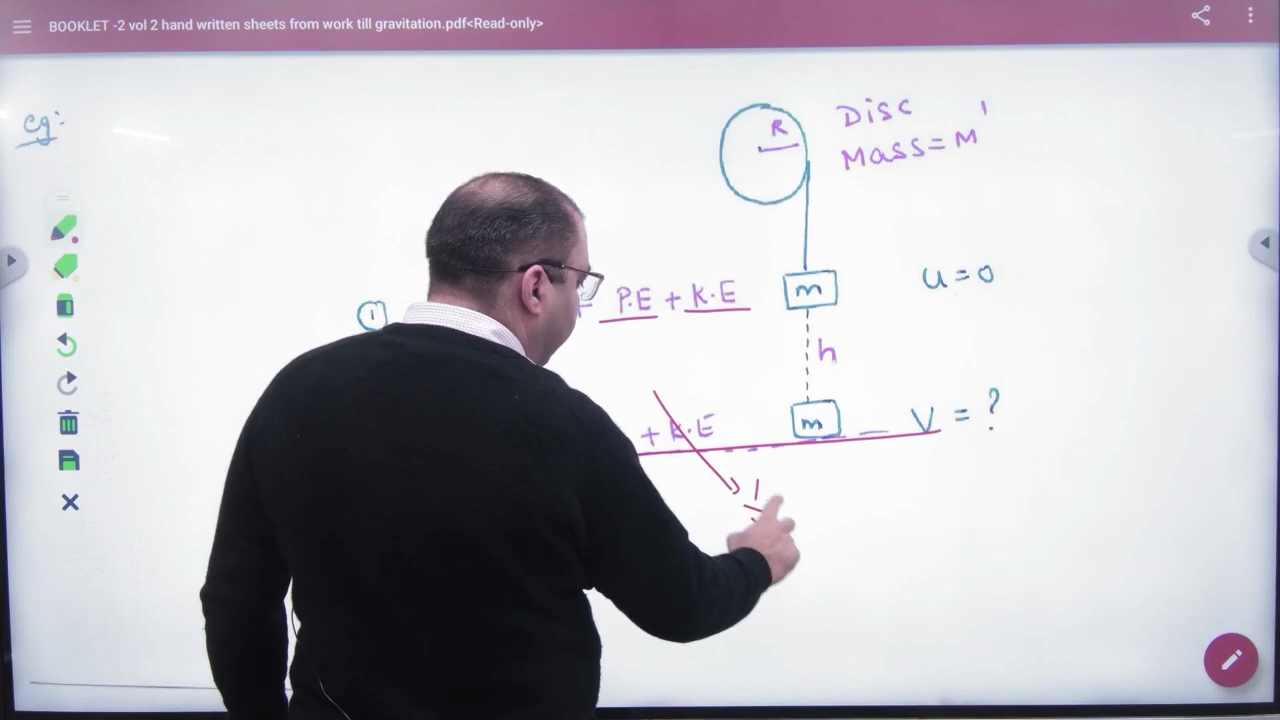 BOOKLET -2 vol 2 hand written sheets from work till gravitation.pdf<Read-only>
eg:
R
Disc
Mass = M'
m
u = 0
① P.E + K.E
h
+ K.E
m
V = ?
1